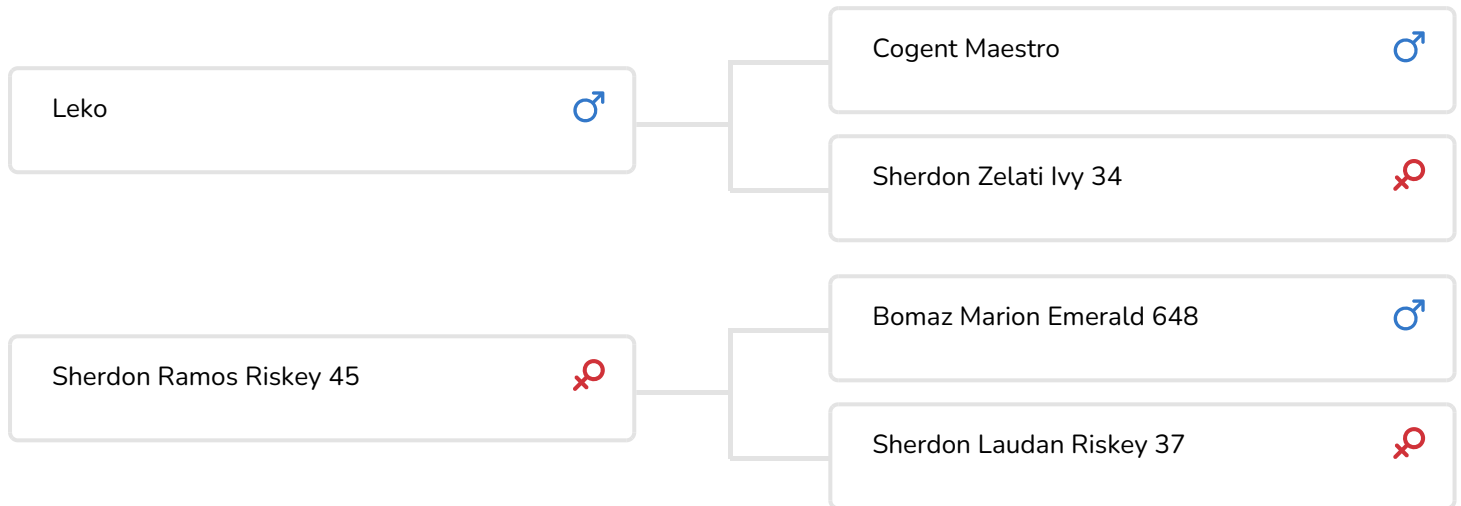 Cogent Maestro
Leko
Sherdon Zelati Ivy 34
Bomaz Marion Emerald 648
Sherdon Ramos Riskey 45
Sherdon Laudan Riskey 37